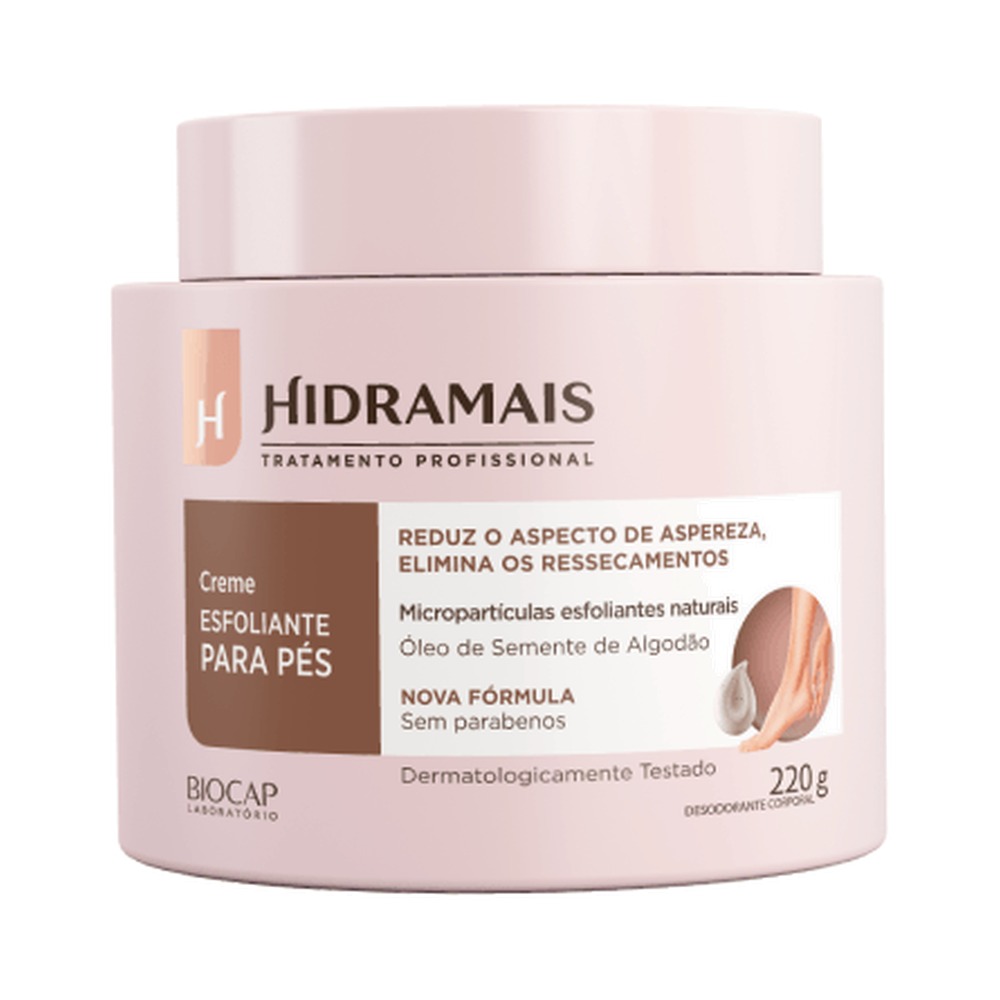 H
HIDRAMAIS
TRATAMENTO PROFISSIONAL
Creme
ESFOLIANTE
PARA PÉS
REDUZ O ASPECTO DE ASPEREZA,
ELIMINA OS RESSECAMENTOS
Micropartículas esfoliantes naturais
Óleo de Semente de Algodão
NOVA FÓRMULA
Sem parabenos
Dermatologicamente Testado
BIOCAP
LABORATÓRIO
220g
DESODORANTE CORPORAL